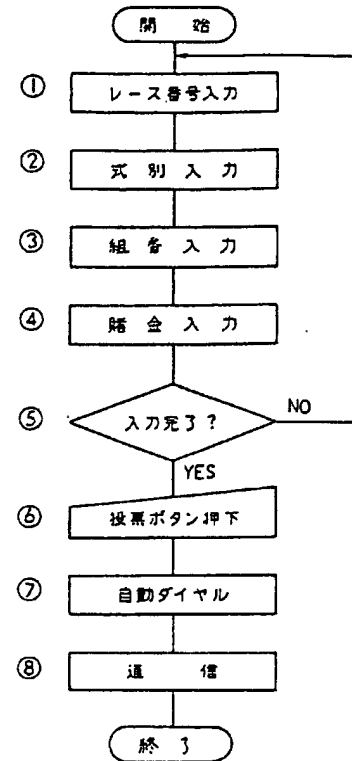 開 始
① レース番号入力
② 式 別 入 力
③ 組 番 入 力
④ 賭 金 入 力
⑤ 入力完了? NO
YES
⑥ 投票ボタン押下
⑦ 自動ダイヤル
⑧ 通 信
終 了